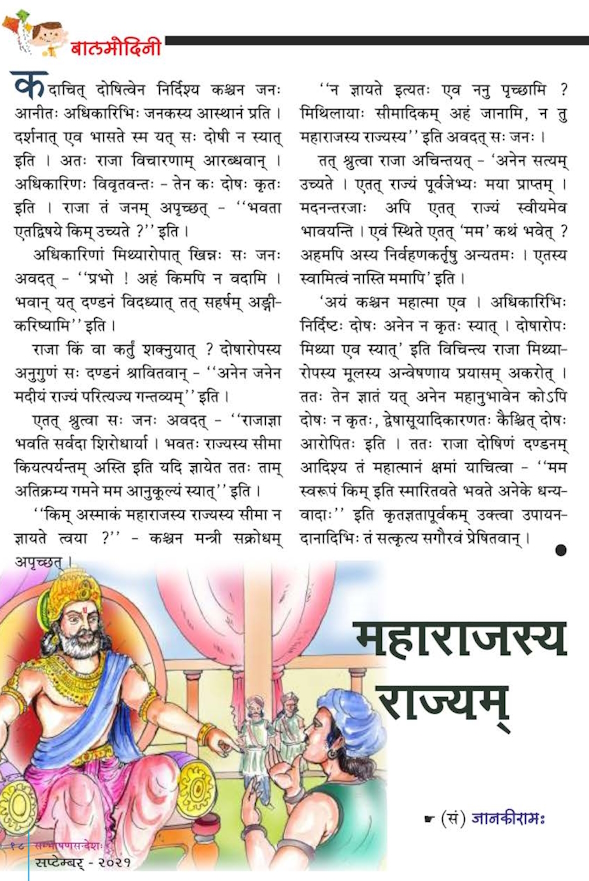 बालमोदिनी
कदाचित् दोषित्वेन निर्दिश्य कश्चन जनः
आनीतः अधिकारिभिः जनकस्य आस्थानं प्रति ।
दर्शनात् एव भासते स्म यत् सः दोषी न स्यात्
इति । अतः राजा विचारणाम् आरब्धवान् ।
अधिकारिणः विवृतवन्तः – तेन कः दोषः कृतः
इति । राजा तं जनम् अपृच्छत् – ‘‘भवता
एतद्विषये किम् उच्यते ?’’ इति ।
अधिकारिणां मिथ्यारोपात् खिन्नः सः जनः
अवदत् – ‘‘प्रभो ! अहं किमपि न वदामि ।
भवान् यत् दण्डनं विदध्यात् तत् सहर्षम् अङ्गी-
करिष्यामि’’ इति ।
राजा किं वा कर्तुं शक्नुयात् ? दोषारोपस्य
अनुगुणं सः दण्डनं श्रावितवान् – ‘‘अनेन जनेन
मदीयं राज्यं परित्यज्य गन्तव्यम्’’ इति ।
एतत् श्रुत्वा सः जनः अवदत् – ‘‘राजाज्ञा
भवति सर्वदा शिरोधार्या । भवतः राज्यस्य सीमा
कियत्पर्यन्तम् अस्ति इति यदि ज्ञायेत ततः ताम्
अतिक्रम्य गमने मम आनुकूल्यं स्यात्’’ इति ।
‘‘किम् अस्माकं महाराजस्य राज्यस्य सीमा न
ज्ञायते त्वया ?’’ – कश्चन मन्त्री सक्रोधम्
अपृच्छत् ।
‘‘न ज्ञायते इत्यतः एव ननु पृच्छामि ?
मिथिलायाः सीमादिकम् अहं जानामि, न तु
महाराजस्य राज्यस्य’’ इति अवदत् सः जनः ।
तत् श्रुत्वा राजा अचिन्तयत् – ‘अनेन सत्यम्
उच्यते । एतत् राज्यं पूर्वजेभ्यः मया प्राप्तम् ।
मदनन्तरजाः अपि एतत् राज्यं स्वीयमेव
भावयन्ति । एवं स्थिते एतत् ‘मम’ कथं भवेत् ?
अहमपि अस्य निर्वहणकर्तृषु अन्यतमः । एतस्य
स्वामित्वं नास्ति ममापि’ इति ।
‘अयं कश्चन महात्मा एव । अधिकारिभिः
निर्दिष्टः दोषः अनेन न कृतः स्यात् । दोषारोपः
मिथ्या एव स्यात्’ इति विचिन्त्य राजा मिथ्या-
रोपस्य मूलस्य अन्वेषणाय प्रयासम् अकरोत् ।
ततः तेन ज्ञातं यत् अनेन महानुभावेन कोऽपि
दोषः न कृतः, द्वेषासूयादिकारणतः कैश्चित् दोषः
आरोपितः इति । ततः राजा दोषिणं दण्डनम्
आदिश्य तं महात्मानं क्षमां याचित्वा – ‘‘मम
स्वरूपं किम् इति स्मारितवते भवते अनेके धन्य-
वादाः’’ इति कृतज्ञतापूर्वकम् उक्त्वा उपायन-
दानादिभिः तं सत्कृत्य सगौरवं प्रेषितवान् ।
महाराजस्य
राज्यम्
☛ (सं) जानकीरामः
१८ सम्भाषणसन्देशः
सप्टेम्बर् - २०२१